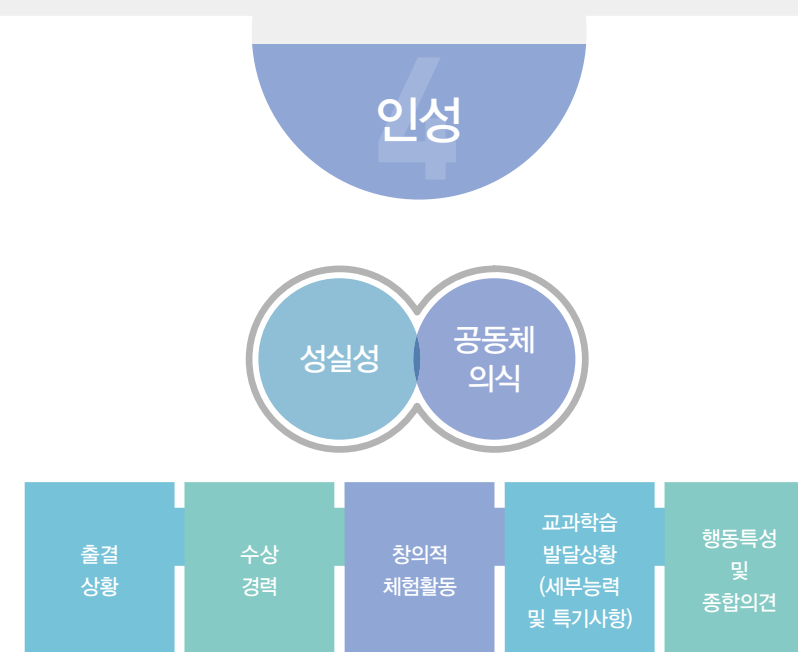 4
인성
성실성
공동체
의식
출결
상황
수상
경력
창의적
체험활동
교과학습
발달상황
(세부능력
및 특기사항)
행동특성
및
종합의견